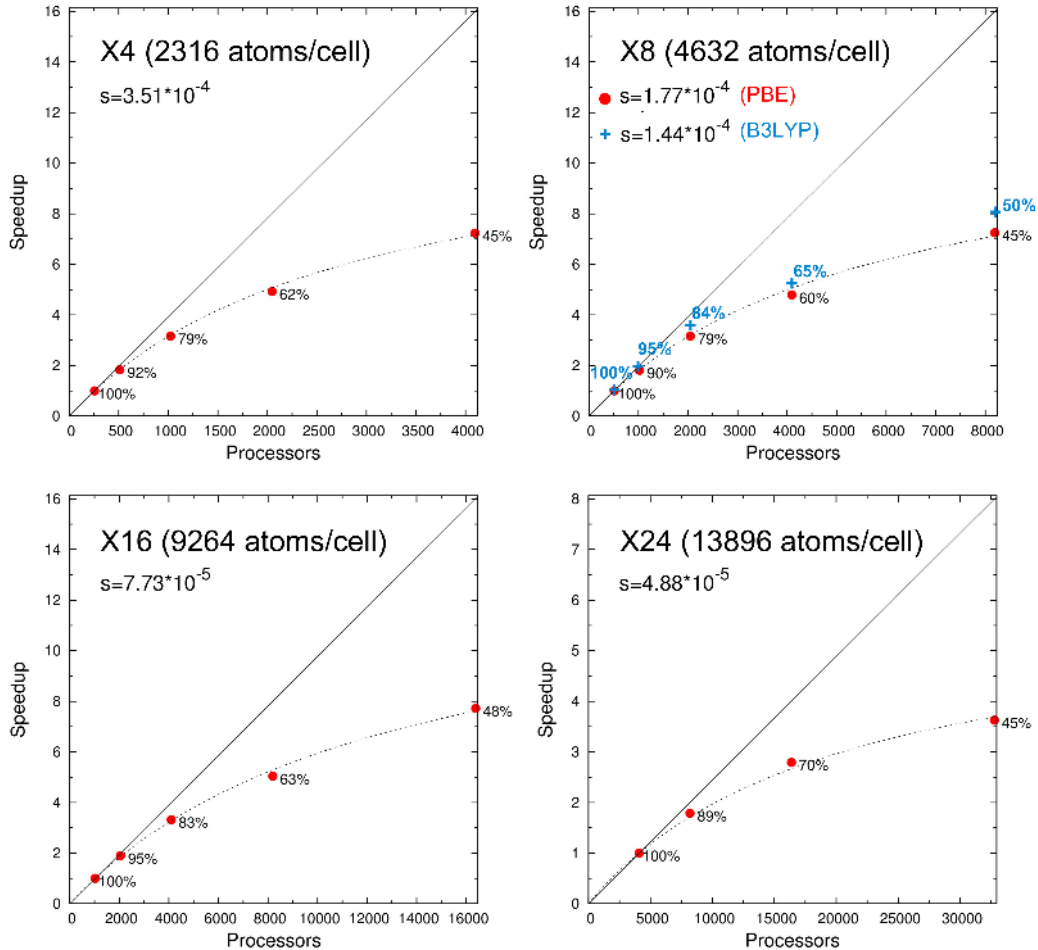 X4 (2316 atoms/cell)
s=3.51*10-4
Speedup
16
14
12
10
8
6
4
2
0
100%
92%
79%
62%
45%
0 500 1000 1500 2000 2500 3000 3500 4000
Processors
X8 (4632 atoms/cell)
s=1.77*10-4 (PBE)
s=1.44*10-4 (B3LYP)
Speedup
16
14
12
10
8
6
4
2
0
100%
95%
84%
65%
50%
100%
90%
79%
60%
45%
0 1000 2000 3000 4000 5000 6000 7000 8000
Processors
X16 (9264 atoms/cell)
s=7.73*10-5
Speedup
16
14
12
10
8
6
4
2
0
100%
95%
83%
63%
48%
0 2000 4000 6000 8000 10000 12000 14000 16000
Processors
X24 (13896 atoms/cell)
s=4.88*10-5
Speedup
8
7
6
5
4
3
2
1
0
100%
89%
70%
45%
0 5000 10000 15000 20000 25000 30000
Processors